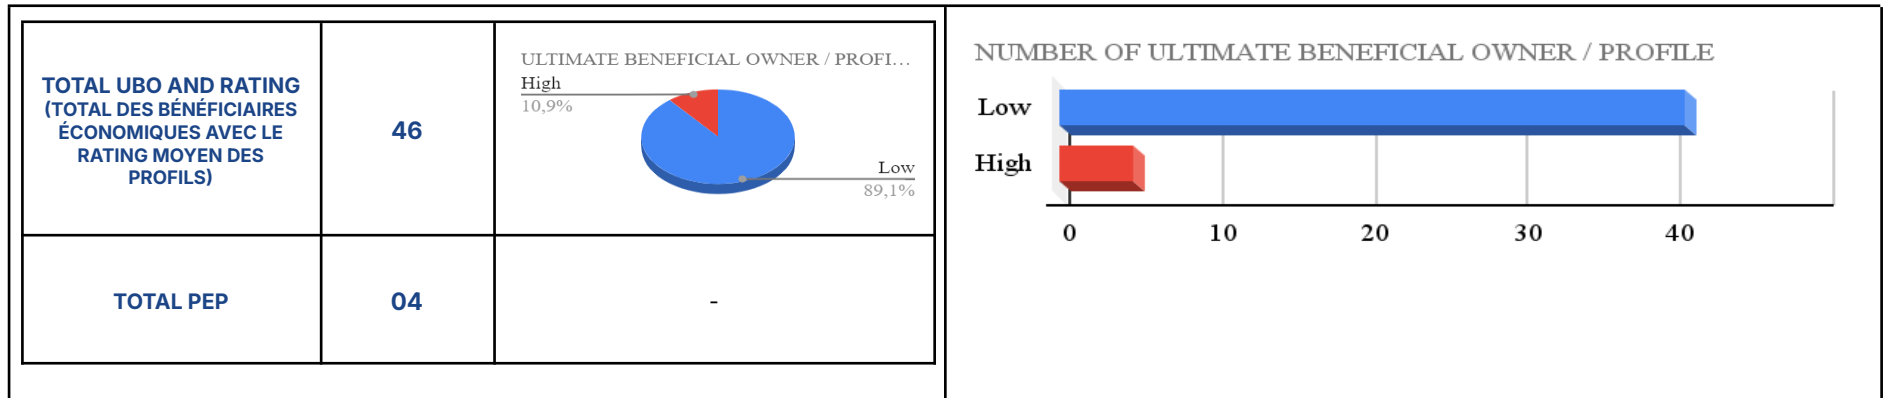 TOTAL UBO AND RATING
(TOTAL DES BÉNÉFICIAIRES
ÉCONOMIQUES AVEC LE
RATING MOYEN DES
PROFILS)
46
ULTIMATE BENEFICIAL OWNER / PROFI...
High
10,9%
Low
89,1%
TOTAL PEP
04
-
NUMBER OF ULTIMATE BENEFICIAL OWNER / PROFILE
Low
High
0 10 20 30 40